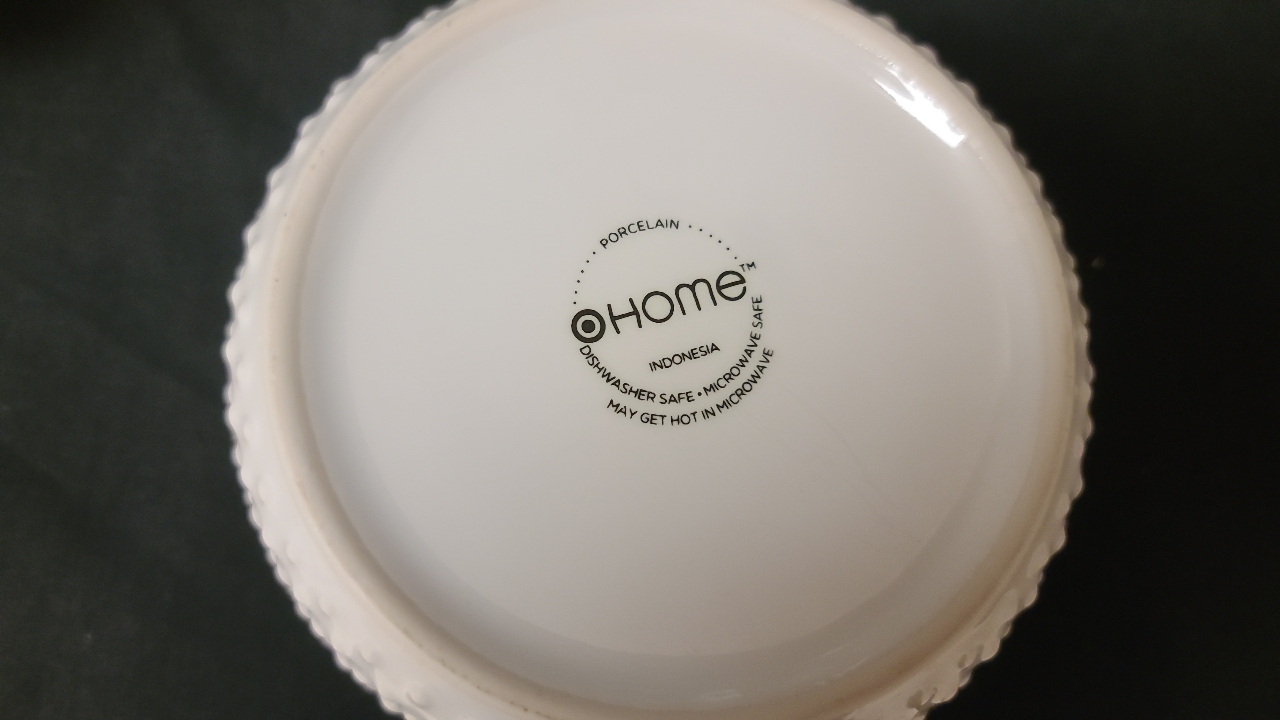 PORCELAIN
HOME™
INDONESIA
DISHWASHER SAFE • MICROWAVE SAFE
MAY GET HOT IN MICROWAVE